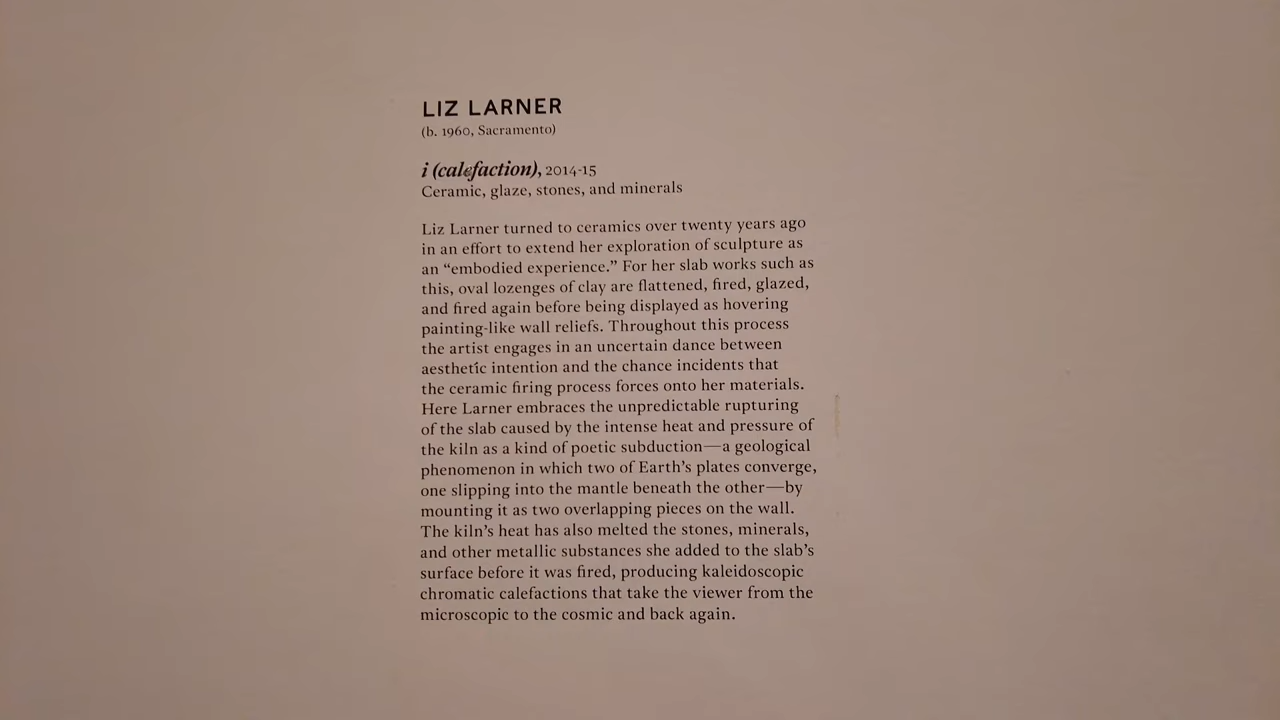 LIZ LARNER
(b. 1960, Sacramento)
i (calefaction), 2014-15
Ceramic, glaze, stones, and minerals
Liz Larner turned to ceramics over twenty years ago
in an effort to extend her exploration of sculpture as
an “embodied experience.” For her slab works such as
this, oval lozenges of clay are flattened, fired, glazed,
and fired again before being displayed as hovering
painting-like wall reliefs. Throughout this process
the artist engages in an uncertain dance between
aesthetic intention and the chance incidents that
the ceramic firing process forces onto her materials.
Here Larner embraces the unpredictable rupturing
of the slab caused by the intense heat and pressure of
the kiln as a kind of poetic subduction—a geological
phenomenon in which two of Earth’s plates converge,
one slipping into the mantle beneath the other—by
mounting it as two overlapping pieces on the wall.
The kiln’s heat has also melted the stones, minerals,
and other metallic substances she added to the slab’s
surface before it was fired, producing kaleidoscopic
chromatic calefactions that take the viewer from the
microscopic to the cosmic and back again.